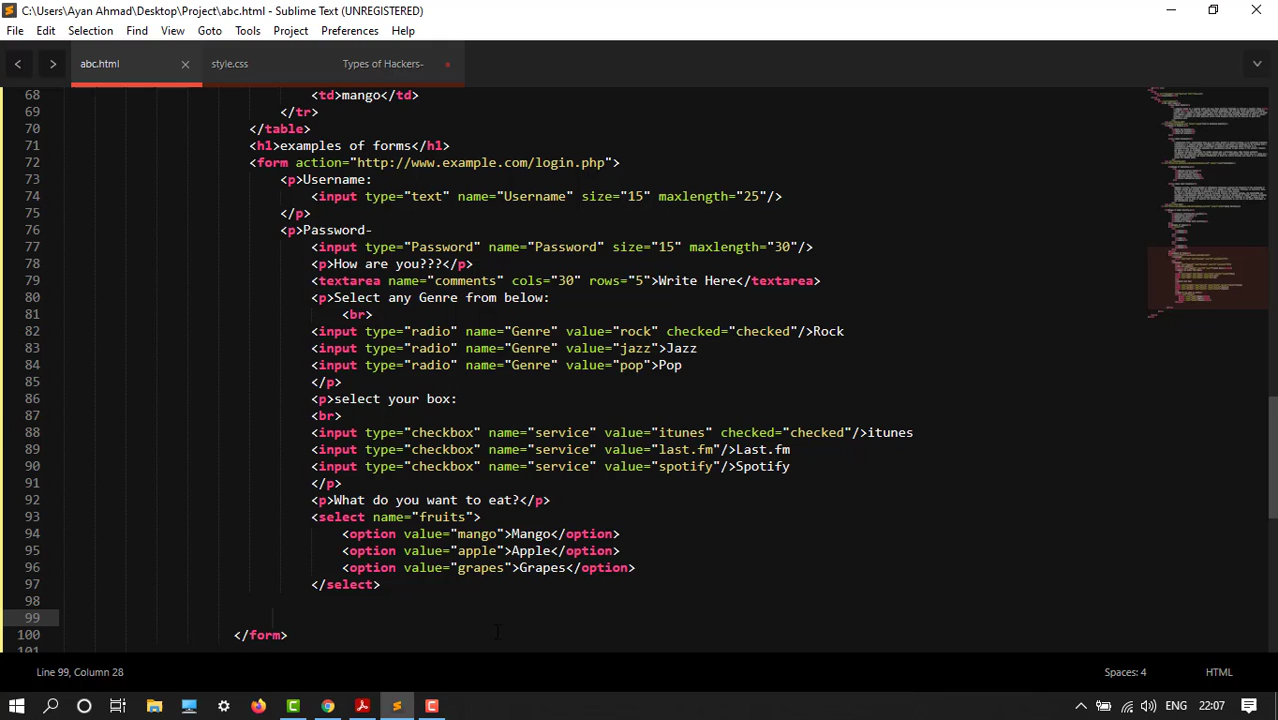 C:\Users\Ayan Ahmad\Desktop\Project\abc.html - Sublime Text (UNREGISTERED)
File Edit Selection Find View Goto Tools Project Preferences Help
abc.html style.css Types of Hackers-
68 <td>mango</td>
69 </tr>
70 </table>
71 <h1>examples of forms</h1>
72 <form action="http://www.example.com/login.php">
73 <p>Username:
74 <input type="text" name="Username" size="15" maxlength="25"/>
75 </p>
76 <p>Password-
77 <input type="Password" name="Password" size="15" maxlength="30"/>
78 <p>How are you???</p>
79 <textarea name="comments" cols="30" rows="5">Write Here</textarea>
80 <p>Select any Genre from below:
81 <br>
82 <input type="radio" name="Genre" value="rock" checked="checked"/>Rock
83 <input type="radio" name="Genre" value="jazz">Jazz
84 <input type="radio" name="Genre" value="pop">Pop
85 </p>
86 <p>select your box:
87 <br>
88 <input type="checkbox" name="service" value="itunes" checked="checked"/>itunes
89 <input type="checkbox" name="service" value="last.fm"/>Last.fm
90 <input type="checkbox" name="service" value="spotify"/>Spotify
91 </p>
92 <p>What do you want to eat?</p>
93 <select name="fruits">
94 <option value="mango">Mango</option>
95 <option value="apple">Apple</option>
96 <option value="grapes">Grapes</option>
97 </select>
98
99
100 </form>
101
Line 99, Column 28 Spaces: 4 HTML
ENG 22:07